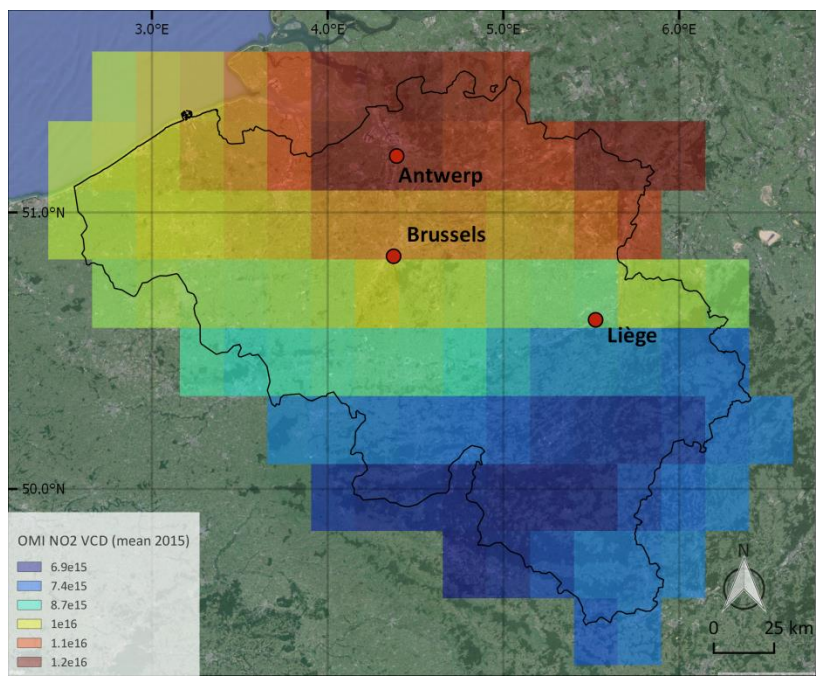 3.0°E 4.0°E 5.0°E 6.0°E
Antwerp
51.0°N
Brussels
Liège
50.0°N
OMI NO2 VCD (mean 2015)
6.9e15
7.4e15
8.7e15
1e16
1.1e16
1.2e16
N
0 25 km